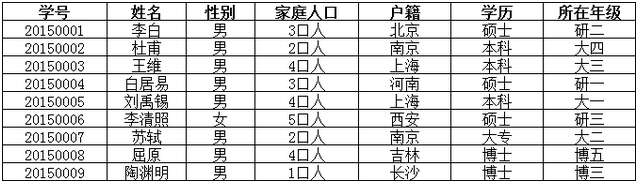 学号 姓名 性别 家庭人口 户籍 学历 所在年级
20150001 李白 男 3口人 北京 硕士 研二
20150002 杜甫 男 2口人 南京 本科 大四
20150003 王维 男 4口人 上海 本科 大三
20150004 白居易 男 3口人 河南 硕士 研一
20150005 刘禹锡 男 4口人 上海 本科 大一
20150006 李清照 女 5口人 西安 硕士 研三
20150007 苏轼 男 2口人 南京 大专 大二
20150008 屈原 男 4口人 吉林 博士 博五
20150009 陶渊明 男 1口人 长沙 博士 博三